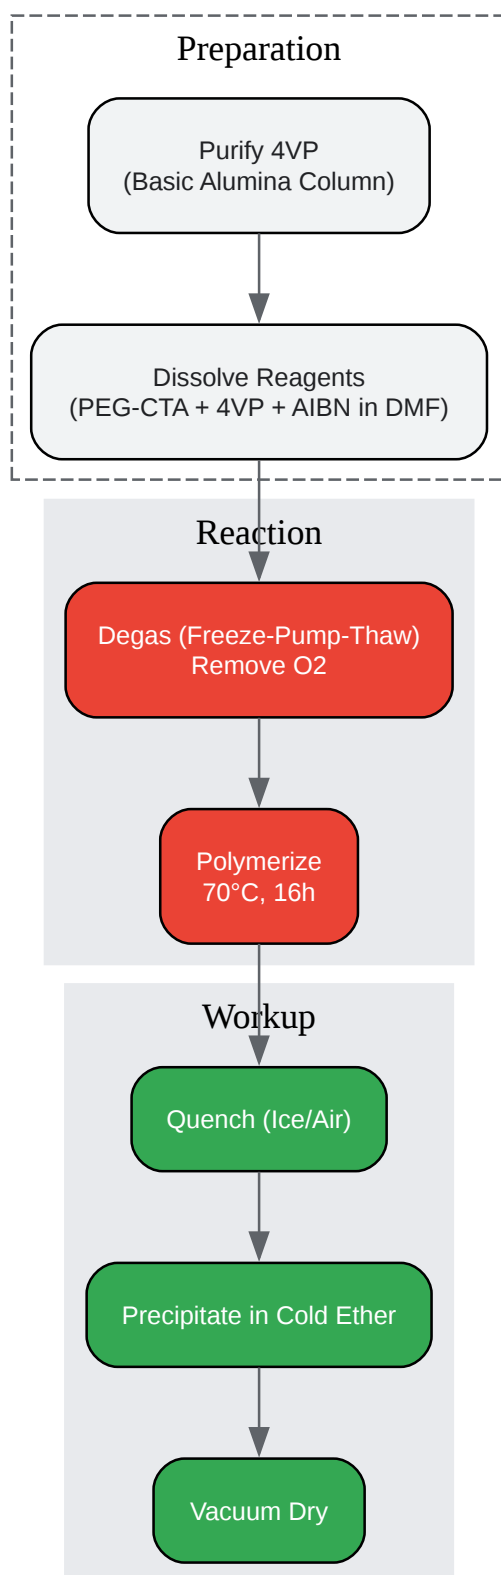 Preparation
Purify 4VP
(Basic Alumina Column)
Dissolve Reagents
(PEG-CTA + 4VP + AIBN in DMF)
Reaction
Degas (Freeze-Pump-Thaw)
Remove O2
Polymerize
70°C, 16h
Workup
Quench (Ice/Air)
Precipitate in Cold Ether
Vacuum Dry